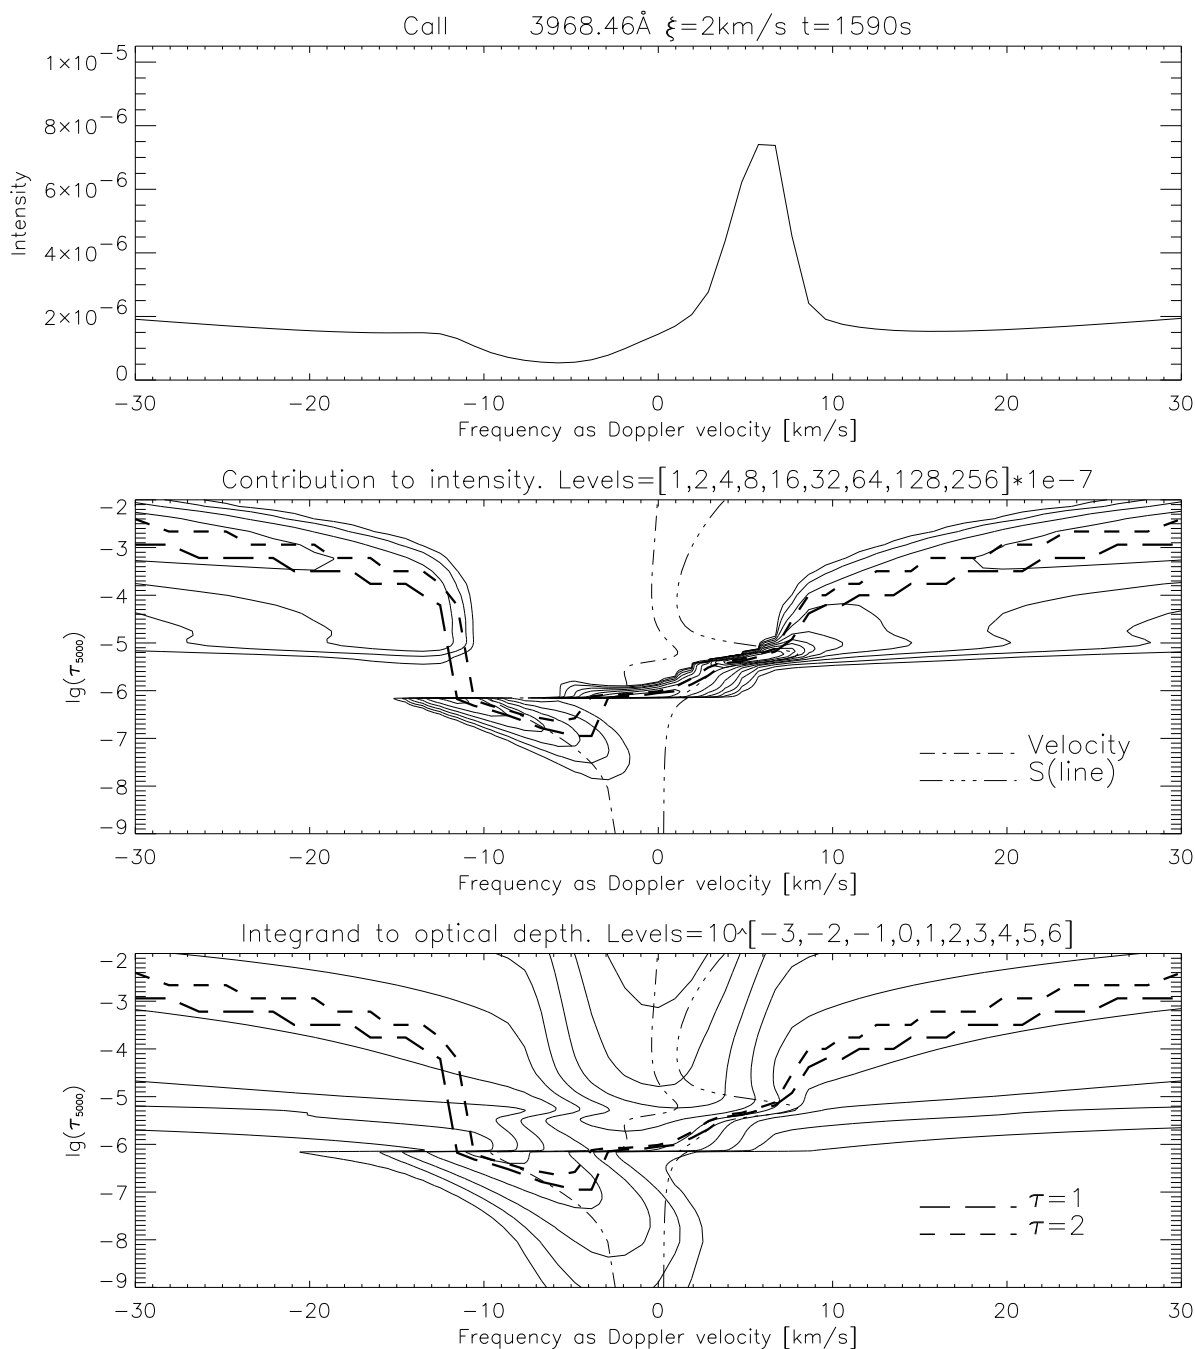 CaII 3968.46Å ξ=2km/s t=1590s
1×10⁻⁵
8×10⁻⁶
6×10⁻⁶
4×10⁻⁶
2×10⁻⁶
0
Intensity
−30 −20 −10 0 10 20 30
Frequency as Doppler velocity [km/s]
Contribution to intensity. Levels=[1,2,4,8,16,32,64,128,256]*1e−7
−2
−3
−4
−5
−6
−7
−8
−9
lg(τ₅₀₀₀)
Velocity
S(line)
−30 −20 −10 0 10 20 30
Frequency as Doppler velocity [km/s]
Integrand to optical depth. Levels=10^[−3,−2,−1,0,1,2,3,4,5,6]
−2
−3
−4
−5
−6
−7
−8
−9
lg(τ₅₀₀₀)
τ=1
τ=2
−30 −20 −10 0 10 20 30
Frequency as Doppler velocity [km/s]